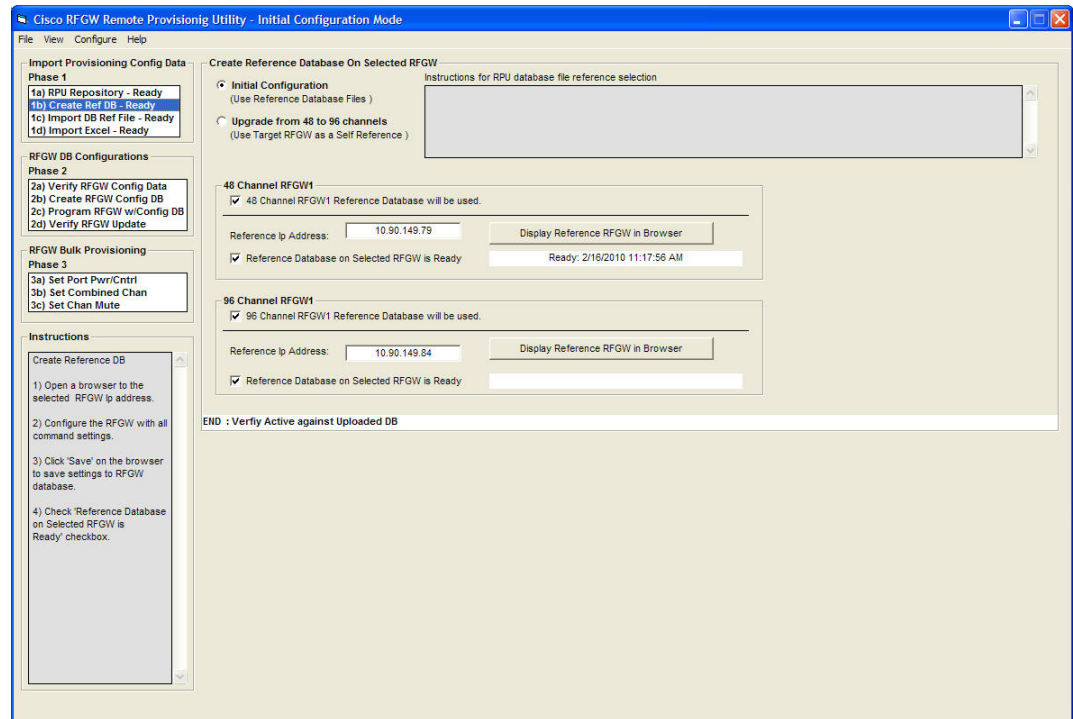 Cisco RFGW Remote Provisionig Utility - Initial Configuration Mode
File View Configure Help
Import Provisioning Config Data
Phase 1
1a) RPU Repository - Ready
1b) Create Ref DB - Ready
1c) Import DB Ref File - Ready
1d) Import Excel - Ready
RFGW DB Configurations
Phase 2
2a) Verify RFGW Config Data
2b) Create RFGW Config DB
2c) Program RFGW w/Config DB
2d) Verify RFGW Update
RFGW Bulk Provisioning
Phase 3
3a) Set Port Pwr/Cntrl
3b) Set Combined Chan
3c) Set Chan Mute
Instructions
Create Reference DB
1) Open a browser to the
selected RFGW Ip address.
2) Configure the RFGW with all
command settings.
3) Click 'Save' on the browser
to save settings to RFGW
database.
4) Check 'Reference Database
on Selected RFGW is
Ready' checkbox.
Create Reference Database On Selected RFGW
Initial Configuration
(Use Reference Database Files )
Upgrade from 48 to 96 channels
(Use Target RFGW as a Self Reference )
Instructions for RPU database file reference selection
48 Channel RFGW1
48 Channel RFGW1 Reference Database will be used.
Reference Ip Address: 10.90.149.79 Display Reference RFGW in Browser
Reference Database on Selected RFGW is Ready Ready: 2/16/2010 11:17:56 AM
96 Channel RFGW1
96 Channel RFGW1 Reference Database will be used.
Reference Ip Address: 10.90.149.84 Display Reference RFGW in Browser
Reference Database on Selected RFGW is Ready
END : Verfiy Active against Uploaded DB